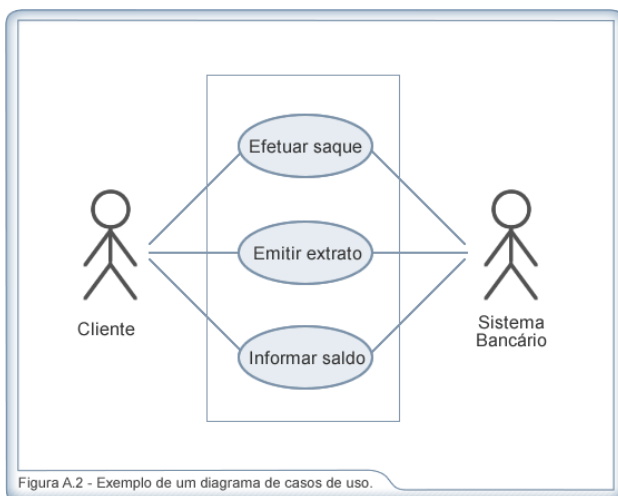 Efetuar saque
Emitir extrato
Informar saldo
Cliente
Sistema
Bancário
Figura A.2 - Exemplo de um diagrama de casos de uso.